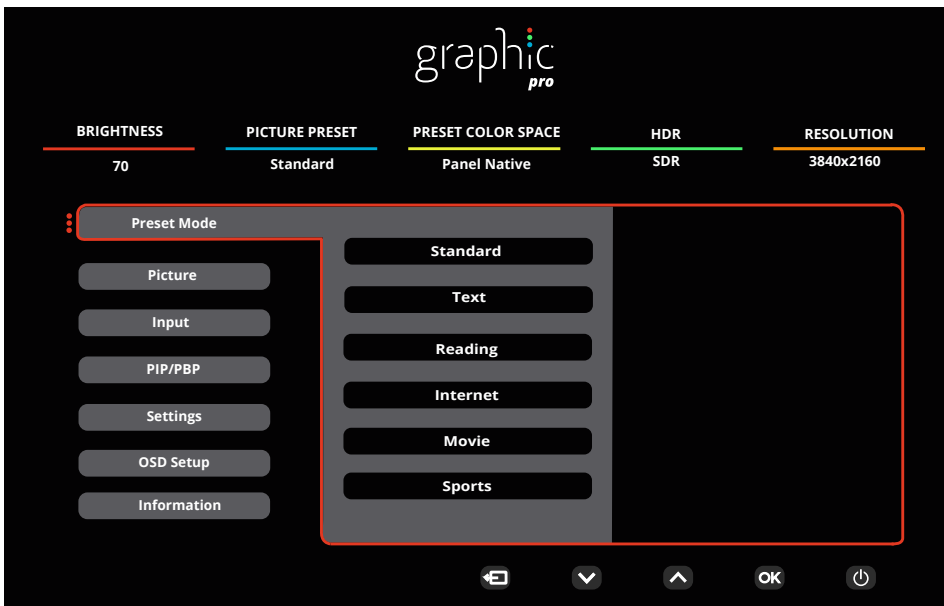 graphic
pro
BRIGHTNESS PICTURE PRESET PRESET COLOR SPACE HDR RESOLUTION
70 Standard Panel Native SDR 3840x2160
Preset Mode
Standard
Picture
Text
Input
Reading
PIP/PBP
Internet
Settings
Movie
OSD Setup
Sports
Information
OK